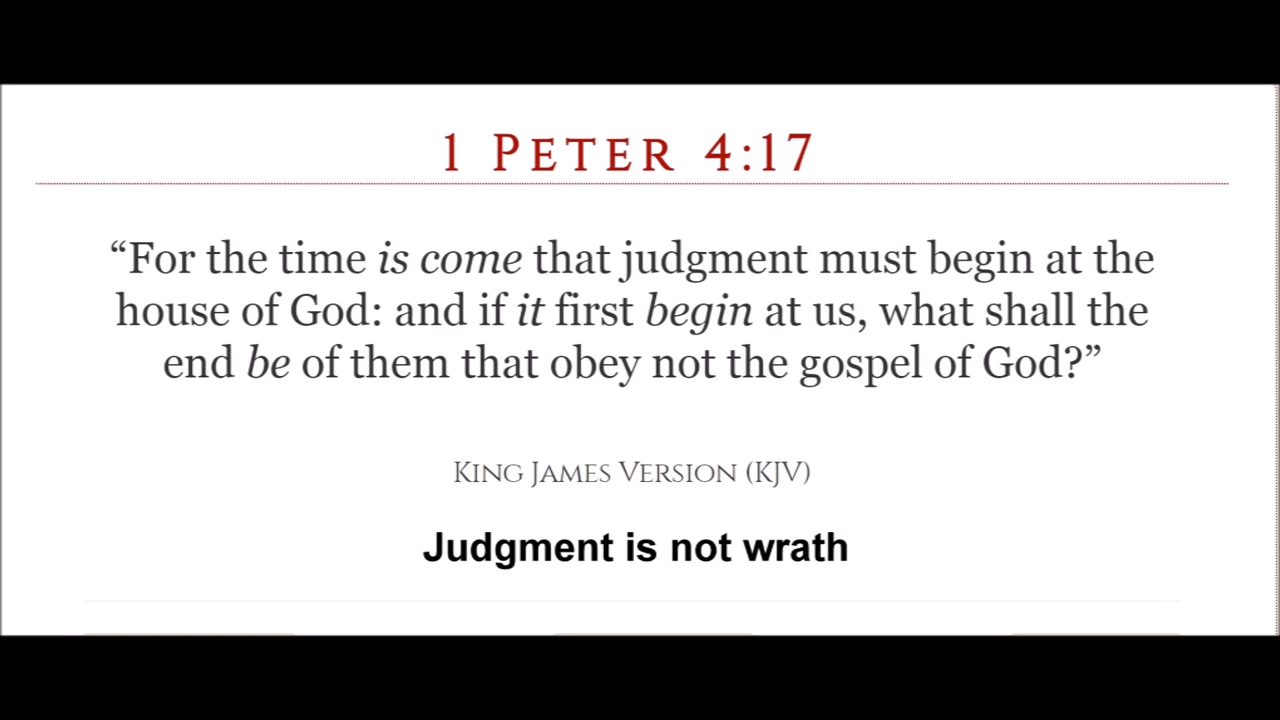 1 PETER 4:17
“For the time is come that judgment must begin at the
house of God: and if it first begin at us, what shall the
end be of them that obey not the gospel of God?”
KING JAMES VERSION (KJV)
Judgment is not wrath